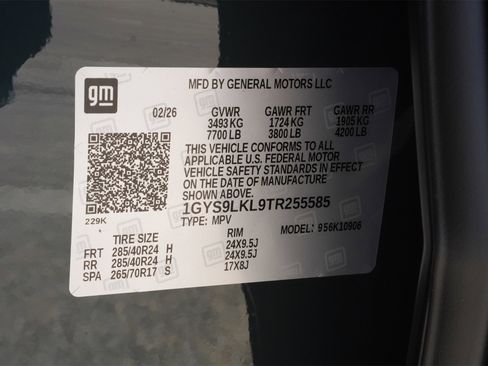 gm
MFD BY GENERAL MOTORS LLC
02/26 GVWR GAWR FRT GAWR RR
3493 KG 1724 KG 1905 KG
7700 LB 3800 LB 4200 LB
THIS VEHICLE CONFORMS TO ALL
APPLICABLE U.S. FEDERAL MOTOR
VEHICLE SAFETY STANDARDS IN EFFECT
ON THE DATE OF MANUFACTURE
SHOWN ABOVE.
1GYS9LKL9TR255585
229K TYPE: MPV MODEL: 956K10906
TIRE SIZE RIM
FRT 285/40R24 H 24X9.5J
RR 285/40R24 H 24X9.5J
SPA 265/70R17 S 17X8J